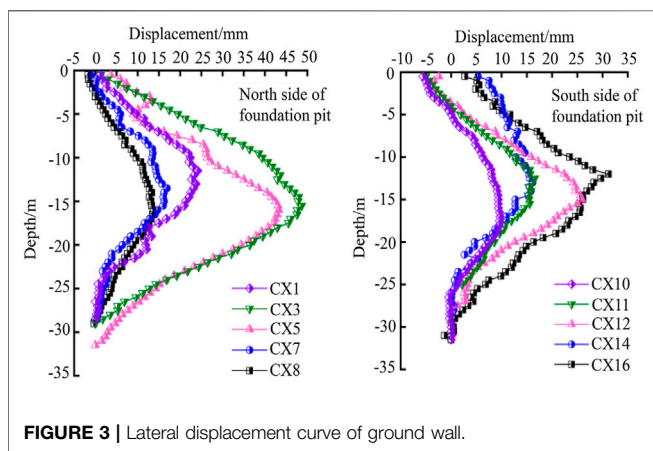 Displacement/mm
-5 0 5 10 15 20 25 30 35 40 45 50
North side of
foundation pit
Depth/m
0
-5
-10
-15
-20
-25
-30
-35
CX1
CX3
CX5
CX7
CX8
Displacement/mm
-10 -5 0 5 10 15 20 25 30 35
South side of
foundation pit
Depth/m
0
-5
-10
-15
-20
-25
-30
-35
CX10
CX11
CX12
CX14
CX16
FIGURE 3 | Lateral displacement curve of ground wall.